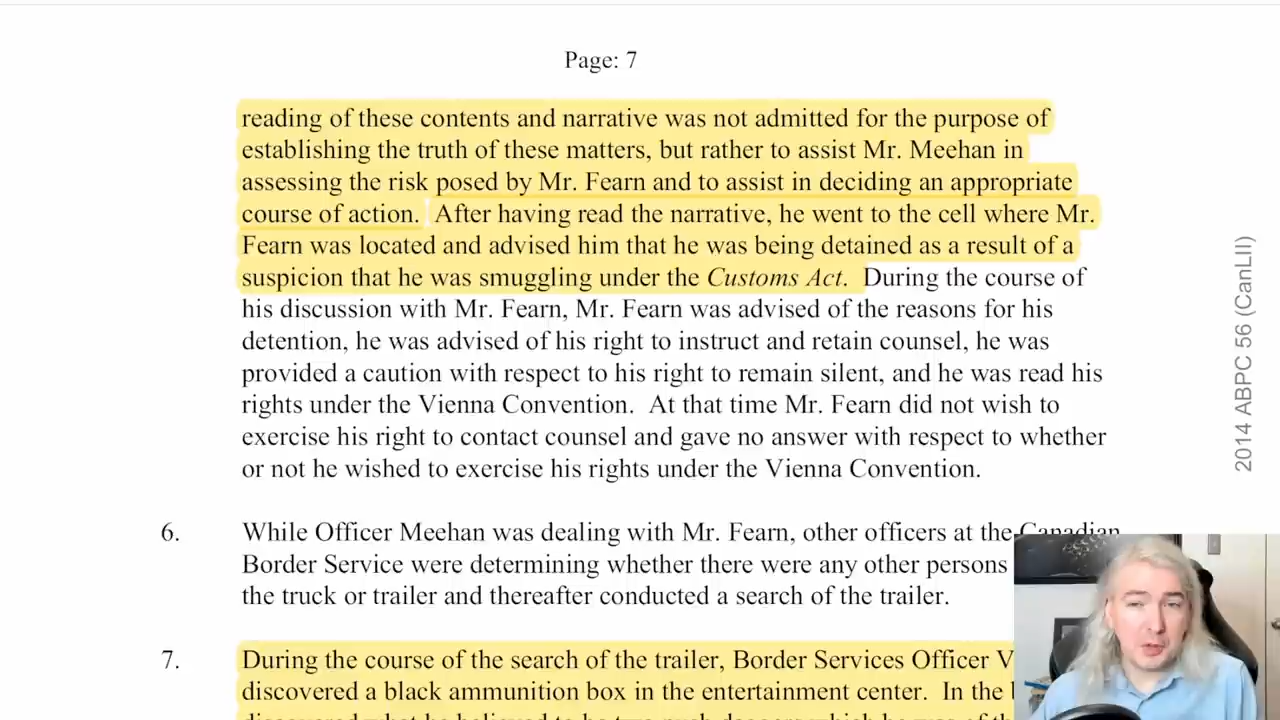 Page: 7
reading of these contents and narrative was not admitted for the purpose of
establishing the truth of these matters, but rather to assist Mr. Meehan in
assessing the risk posed by Mr. Fearn and to assist in deciding an appropriate
course of action. After having read the narrative, he went to the cell where Mr.
Fearn was located and advised him that he was being detained as a result of a
suspicion that he was smuggling under the Customs Act. During the course of
his discussion with Mr. Fearn, Mr. Fearn was advised of the reasons for his
detention, he was advised of his right to instruct and retain counsel, he was
provided a caution with respect to his right to remain silent, and he was read his
rights under the Vienna Convention. At that time Mr. Fearn did not wish to
exercise his right to contact counsel and gave no answer with respect to whether
or not he wished to exercise his rights under the Vienna Convention.
2014 ABPC 56 (CanLII)
6. While Officer Meehan was dealing with Mr. Fearn, other officers at the Canadian
Border Service were determining whether there were any other persons
the truck or trailer and thereafter conducted a search of the trailer.
7. During the course of the search of the trailer, Border Services Officer V
discovered a black ammunition box in the entertainment center. In the